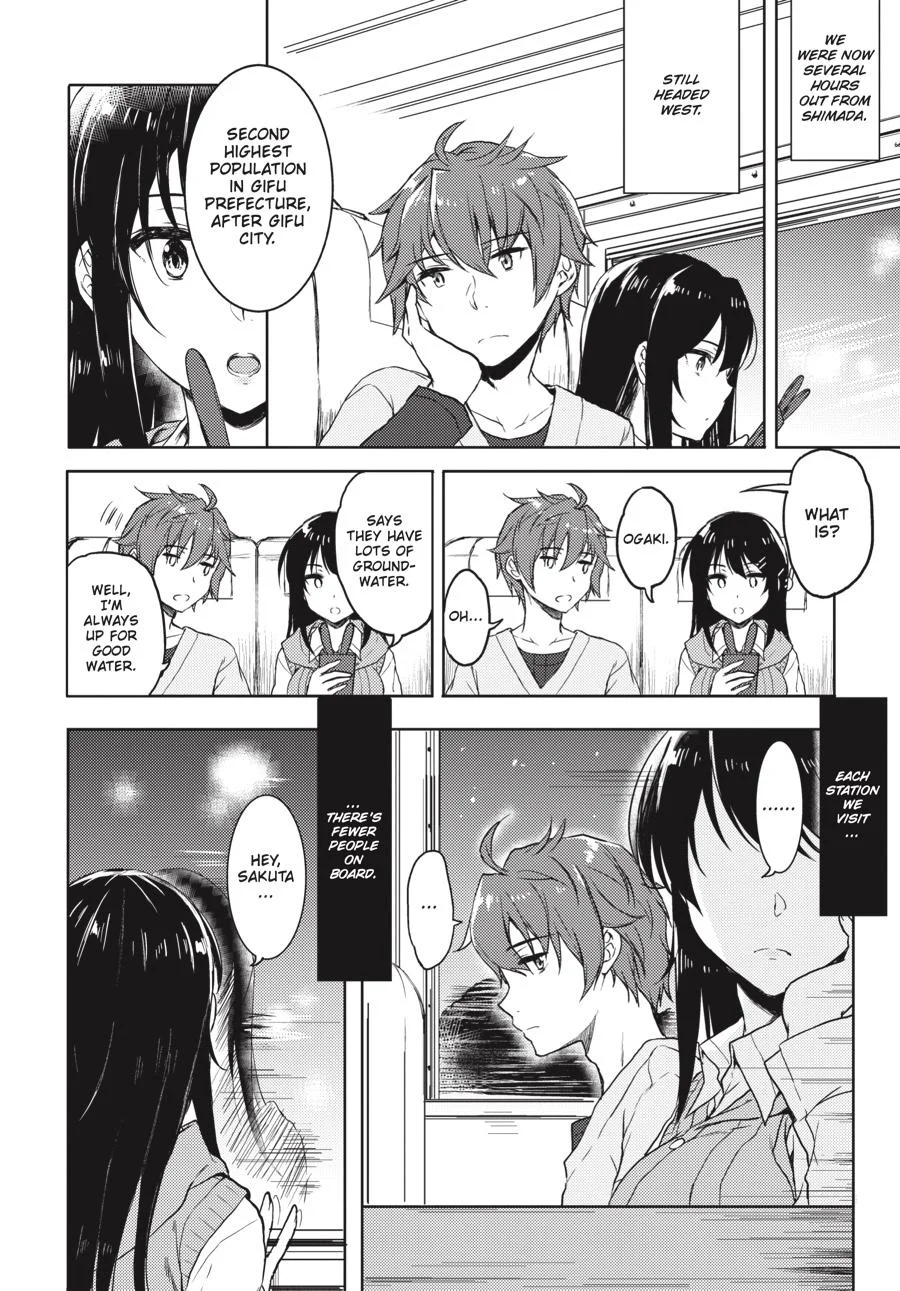 WE
WERE NOW
SEVERAL
HOURS
OUT FROM
SHIMADA.
STILL
HEADED
WEST.
SECOND
HIGHEST
POPULATION
IN GIFU
PREFECTURE,
AFTER GIFU
CITY.
WHAT
IS?
OGAKI.
OH...
SAYS
THEY HAVE
LOTS OF
GROUND-
WATER.
WELL,
I'M
ALWAYS
UP FOR
GOOD
WATER.
EACH
STATION
WE
VISIT
...
......
...
...
THERE'S
FEWER
PEOPLE
ON
BOARD.
HEY,
SAKUTA
...